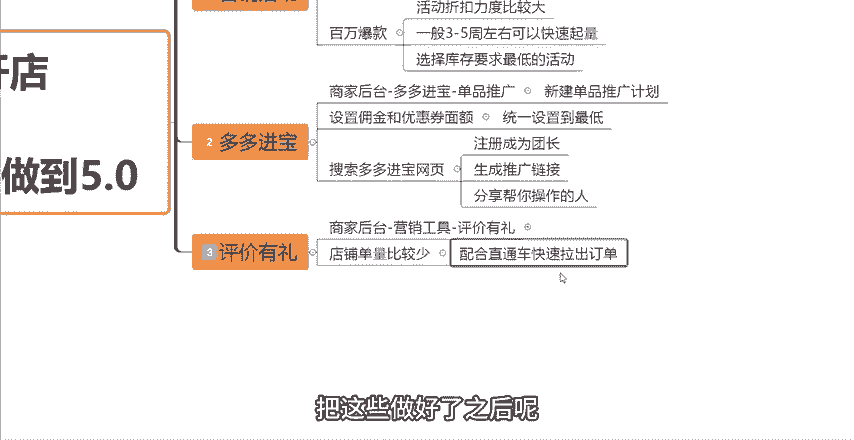 活动折扣力度比较大
百万爆款
一般3-5周左右可以快速起量
选择库存要求最低的活动
开店
做到5.0
2 多多进宝
商家后台-多多进宝-单品推广
新建单品推广计划
设置佣金和优惠券面额
统一设置到最低
搜索多多进宝网页
注册成为团长
生成推广链接
分享帮你操作的人
3 评价有礼
商家后台-营销工具-评价有礼
店铺单量比较少
配合直通车快速拉出订单
把这些做好了之后呢